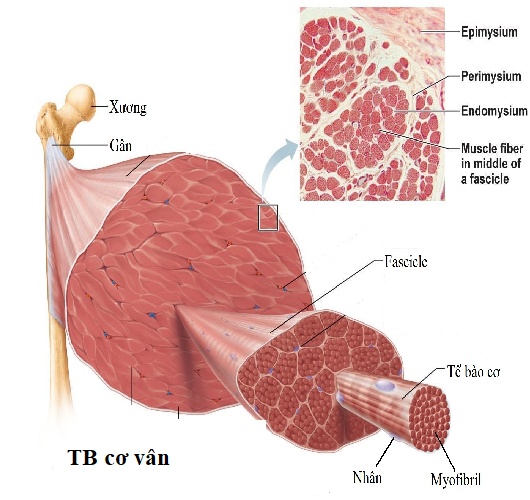 Epimysium
Perimysium
Endomysium
Muscle fiber
in middle of
a fascicle
Xương
Gân
Fascicle
Tế bào cơ
TB cơ vân
Nhân
Myofibril